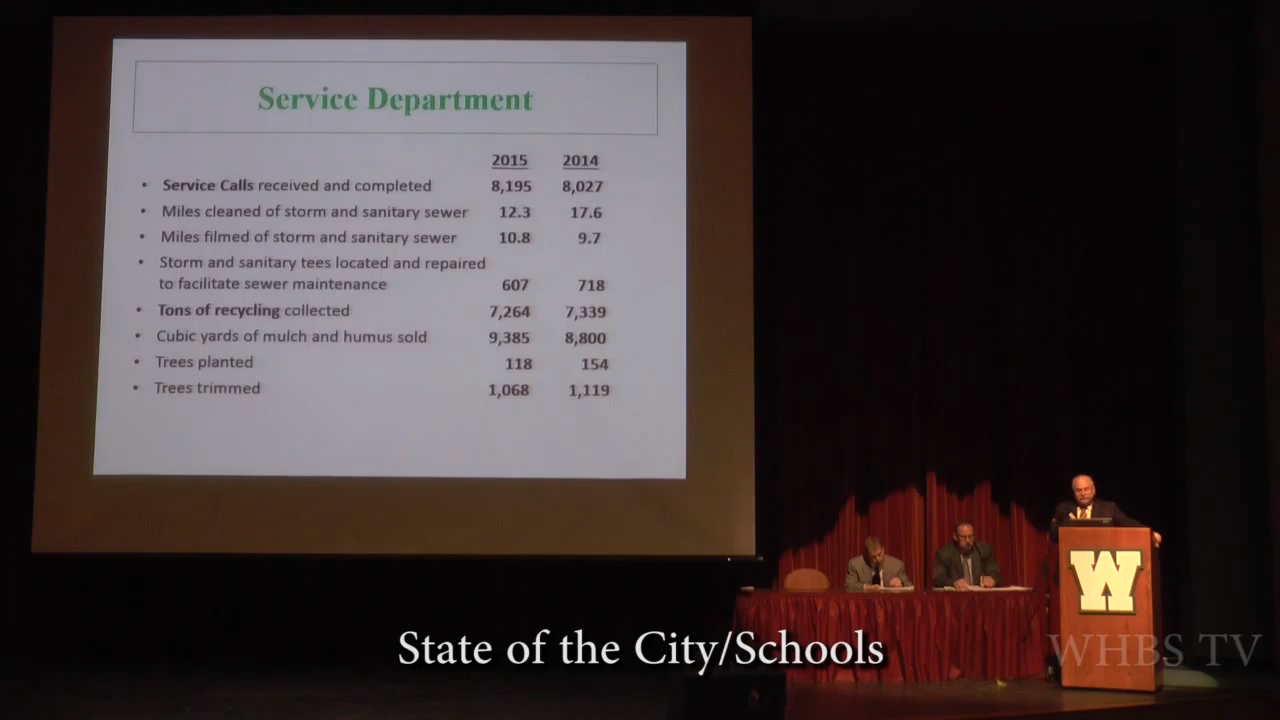 Service Department
2015 2014
• Service Calls received and completed 8,195 8,027
• Miles cleaned of storm and sanitary sewer 12.3 17.6
• Miles filmed of storm and sanitary sewer 10.8 9.7
• Storm and sanitary tees located and repaired
to facilitate sewer maintenance 607 718
• Tons of recycling collected 7,264 7,339
• Cubic yards of mulch and humus sold 9,385 8,800
• Trees planted 118 154
• Trees trimmed 1,068 1,119
W
State of the City/Schools
WHBS TV